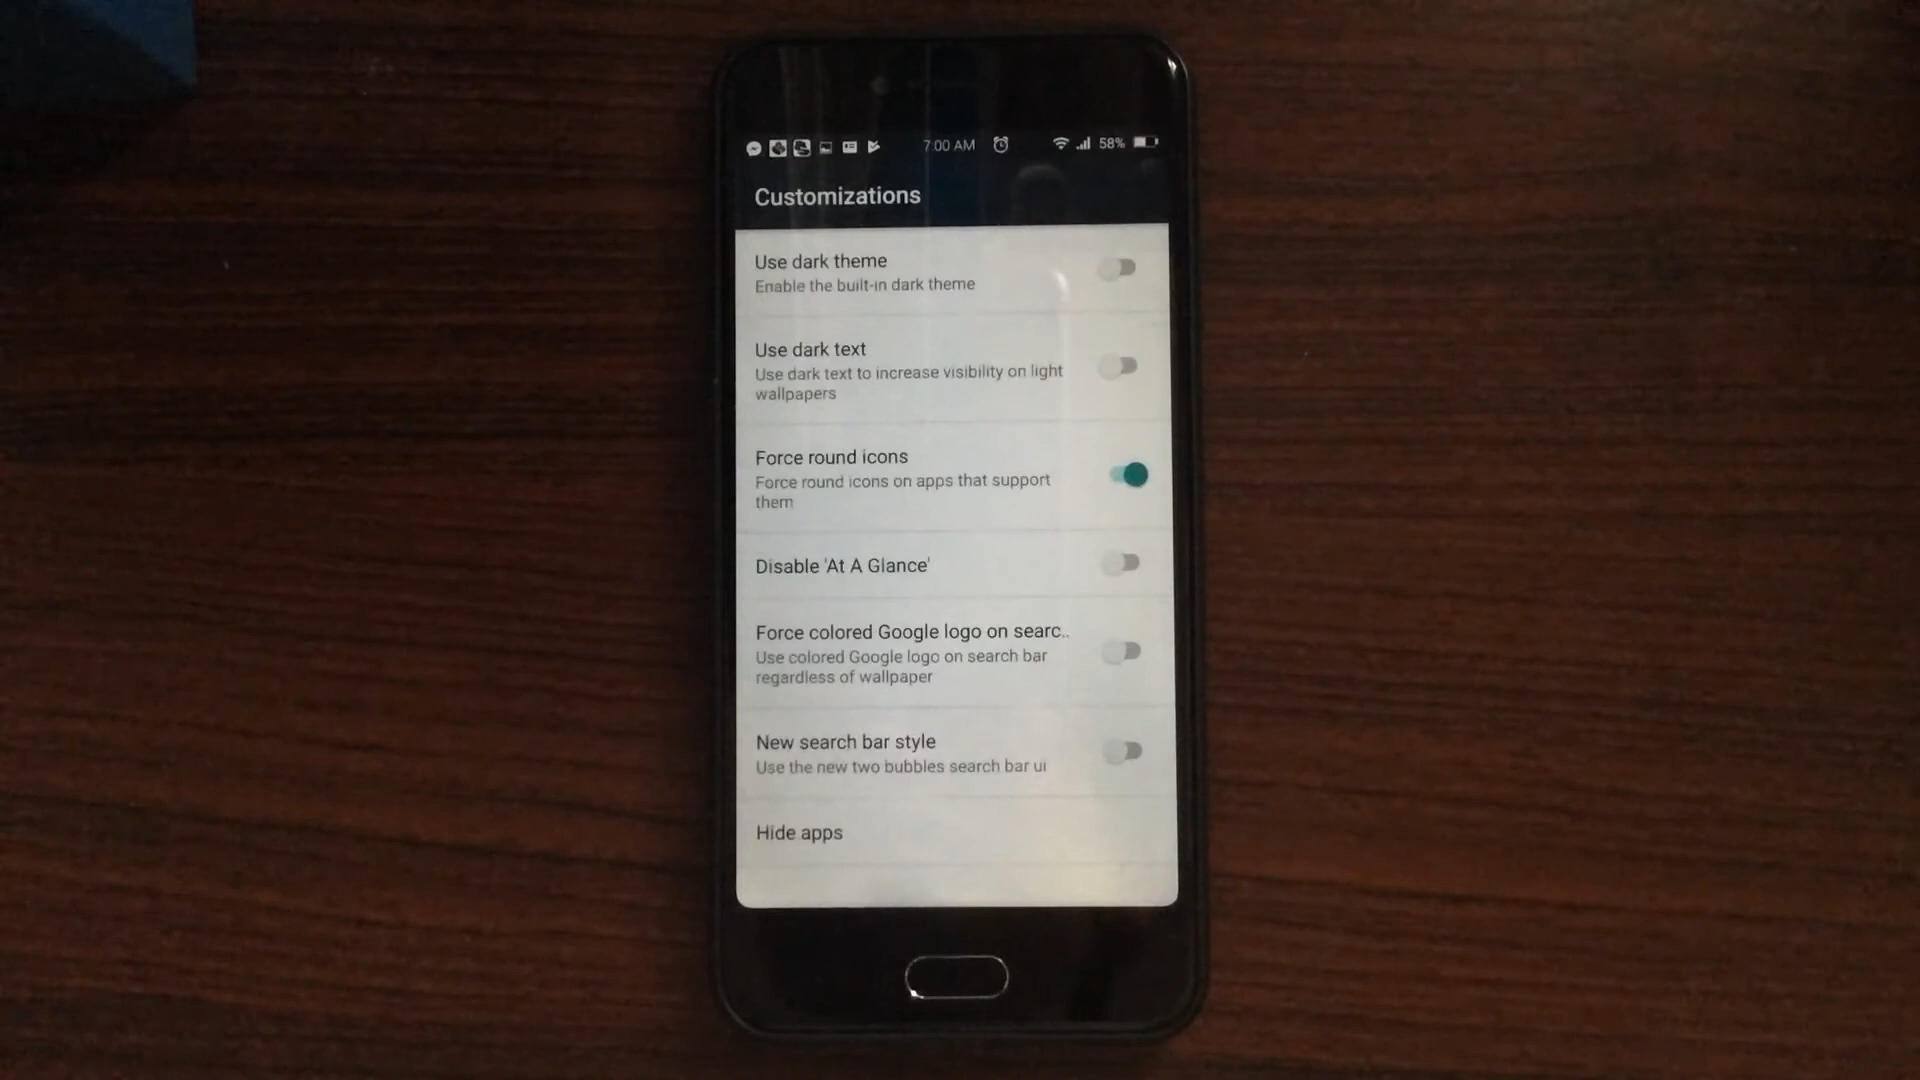 7:00 AM 58%
Customizations
Use dark theme
Enable the built-in dark theme
Use dark text
Use dark text to increase visibility on light
wallpapers
Force round icons
Force round icons on apps that support
them
Disable 'At A Glance'
Force colored Google logo on searc..
Use colored Google logo on search bar
regardless of wallpaper
New search bar style
Use the new two bubbles search bar ui
Hide apps